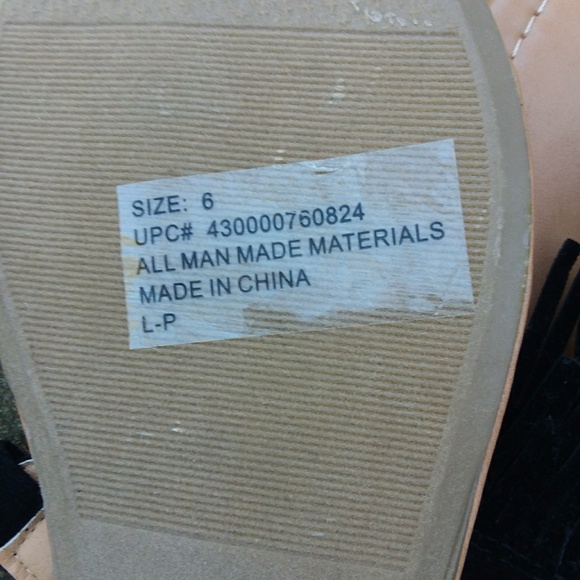 SIZE: 6
UPC# 430000760824
ALL MAN MADE MATERIALS
MADE IN CHINA
L-P